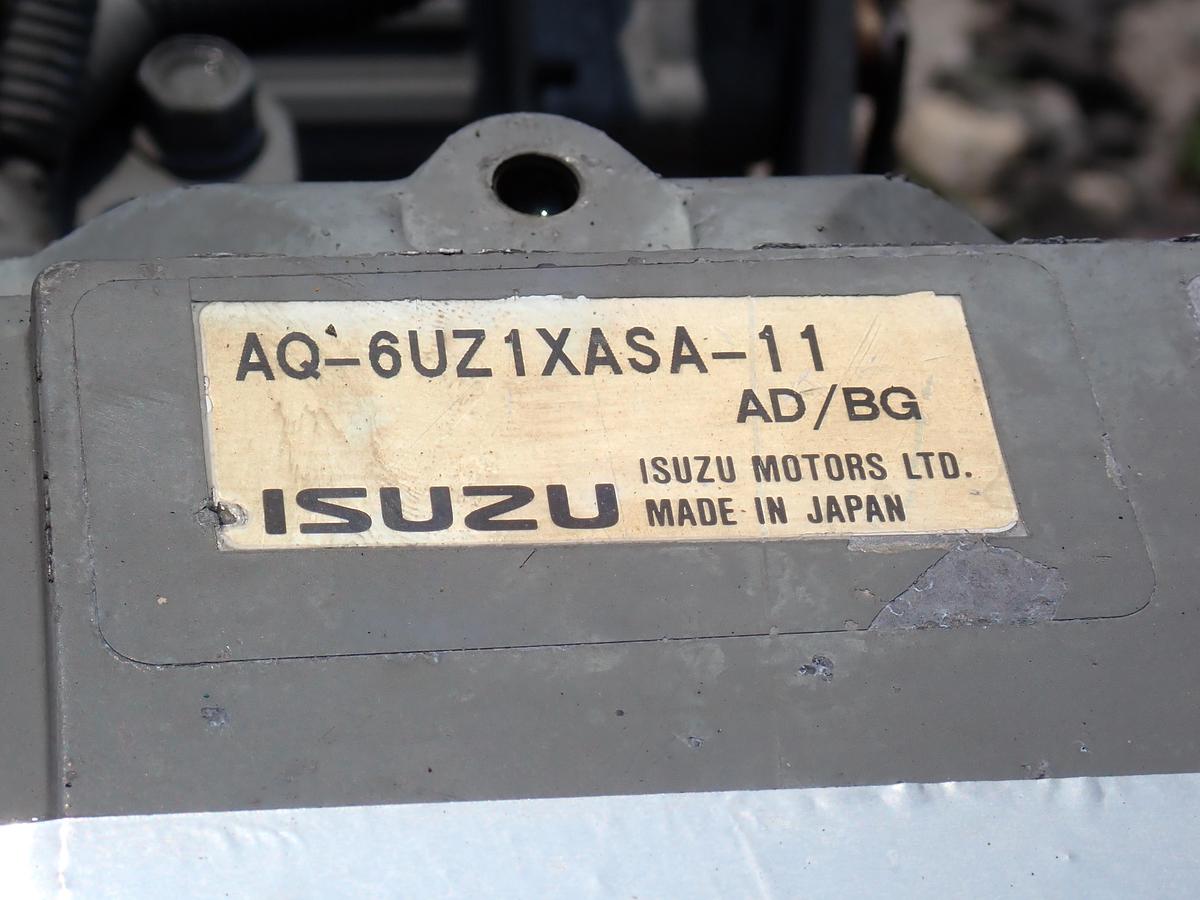 AQ-6UZ1XASA-11
AD/BG
ISUZU
ISUZU MOTORS LTD.
MADE IN JAPAN